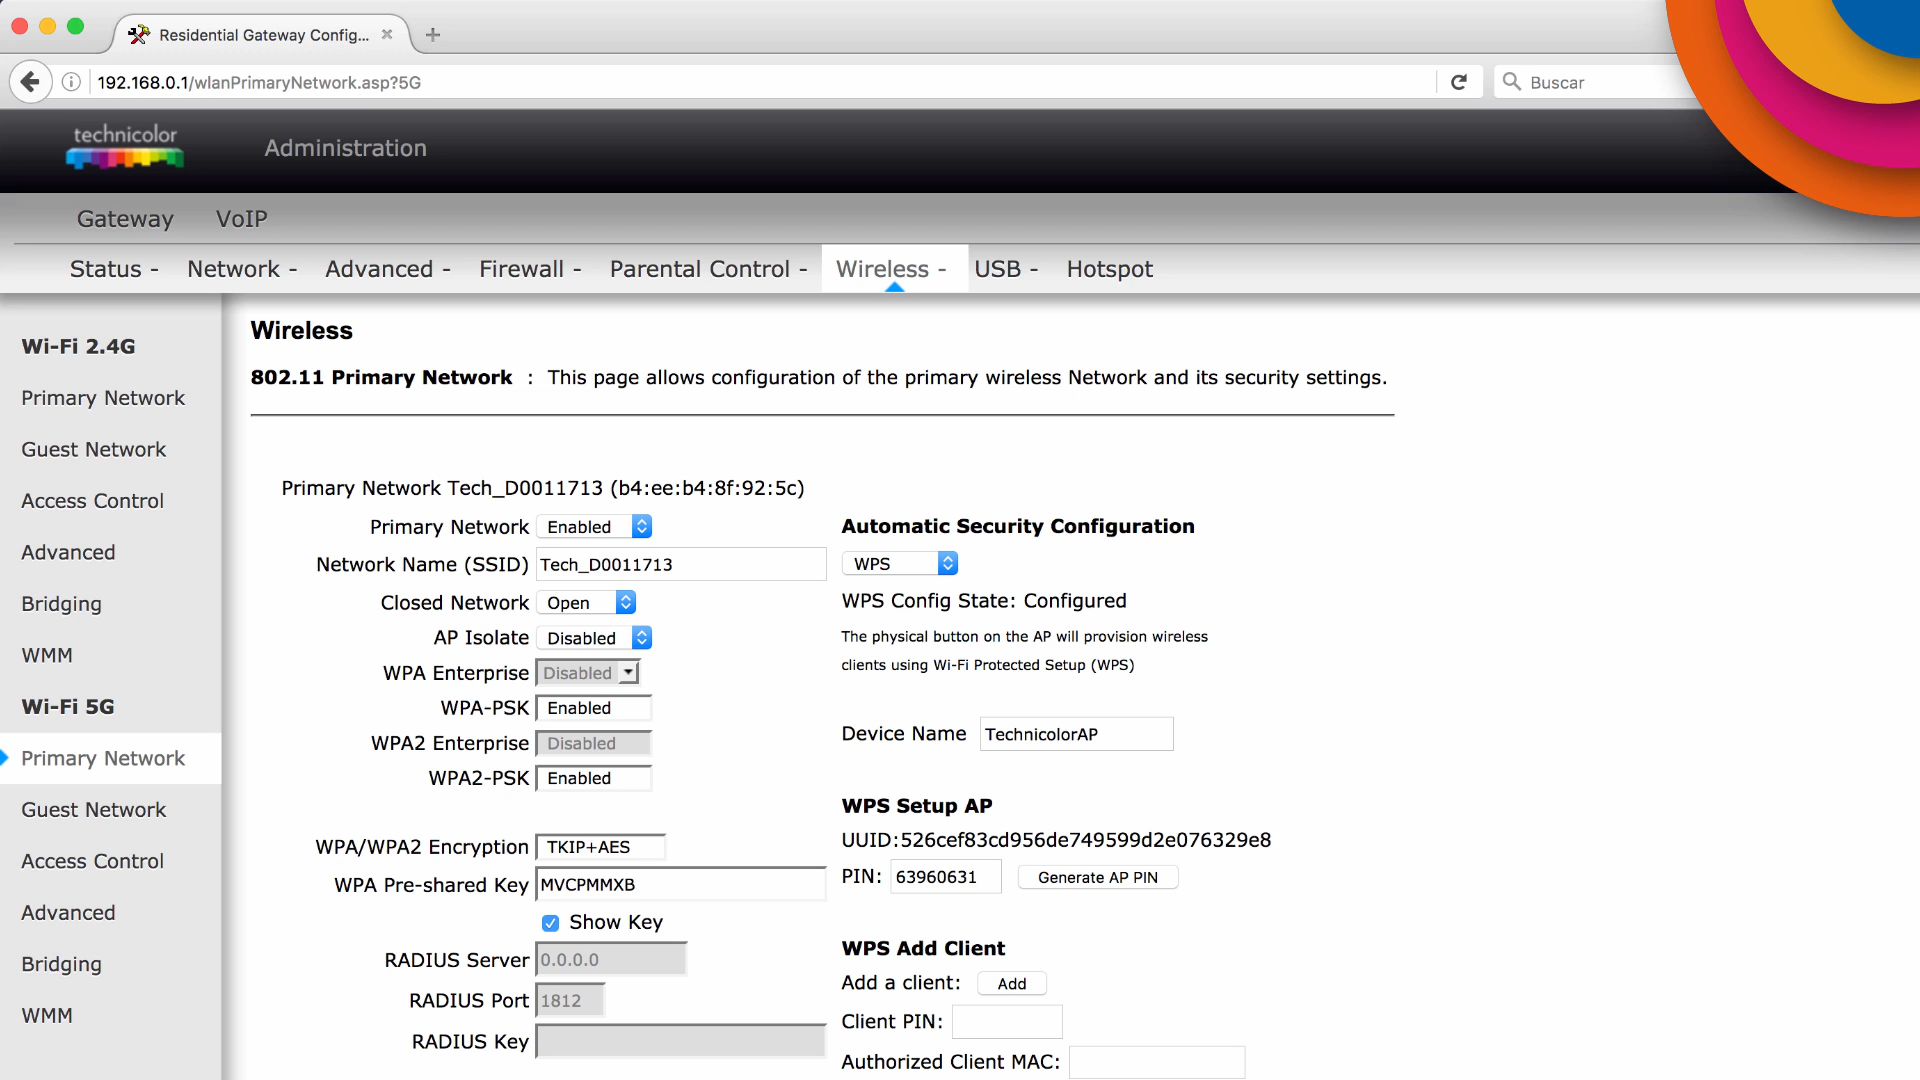 Residential Gateway Config...
192.168.0.1/wlanPrimaryNetwork.asp?5G
Buscar
technicolor
Administration
Gateway VoIP
Status - Network - Advanced - Firewall - Parental Control - Wireless - USB - Hotspot
Wi-Fi 2.4G
Primary Network
Guest Network
Access Control
Advanced
Bridging
WMM
Wi-Fi 5G
Primary Network
Guest Network
Access Control
Advanced
Bridging
WMM
Wireless
802.11 Primary Network : This page allows configuration of the primary wireless Network and its security settings.
Primary Network Tech_D0011713 (b4:ee:b4:8f:92:5c)
Primary Network Enabled
Network Name (SSID) Tech_D0011713
Closed Network Open
AP Isolate Disabled
WPA Enterprise Disabled
WPA-PSK Enabled
WPA2 Enterprise Disabled
WPA2-PSK Enabled
WPA/WPA2 Encryption TKIP+AES
WPA Pre-shared Key MVCPMMXB
Show Key
RADIUS Server 0.0.0.0
RADIUS Port 1812
RADIUS Key
Automatic Security Configuration
WPS
WPS Config State: Configured
The physical button on the AP will provision wireless
clients using Wi-Fi Protected Setup (WPS)
Device Name TechnicolorAP
WPS Setup AP
UUID:526cef83cd956de749599d2e076329e8
PIN: 63960631 Generate AP PIN
WPS Add Client
Add a client: Add
Client PIN:
Authorized Client MAC: